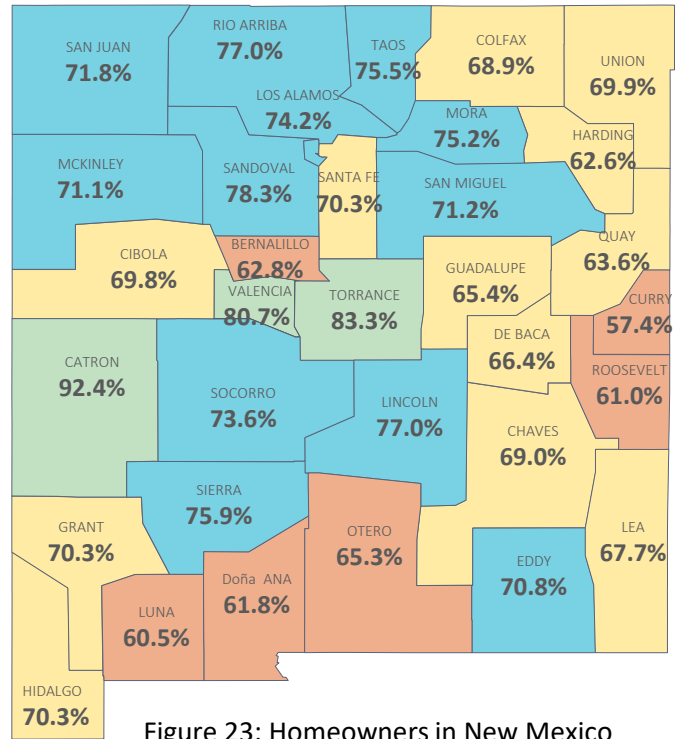 SAN JUAN
71.8%
RIO ARRIBA
77.0%
TAOS
75.5%
COLFAX
68.9%
UNION
69.9%
LOS ALAMOS
74.2%
MORA
75.2%
HARDING
62.6%
MCKINLEY
71.1%
SANDOVAL
78.3%
SANTA FE
70.3%
SAN MIGUEL
71.2%
QUAY
63.6%
CIBOLA
69.8%
BERNALILLO
62.8%
VALENCIA
80.7%
TORRANCE
83.3%
GUADALUPE
65.4%
CURRY
57.4%
DE BACA
66.4%
ROOSEVELT
61.0%
CATRON
92.4%
SOCORRO
73.6%
LINCOLN
77.0%
CHAVES
69.0%
SIERRA
75.9%
GRANT
70.3%
OTERO
65.3%
LEA
67.7%
EDDY
70.8%
Doña ANA
61.8%
LUNA
60.5%
HIDALGO
70.3%
Figure 23: Homeowners in New Mexico